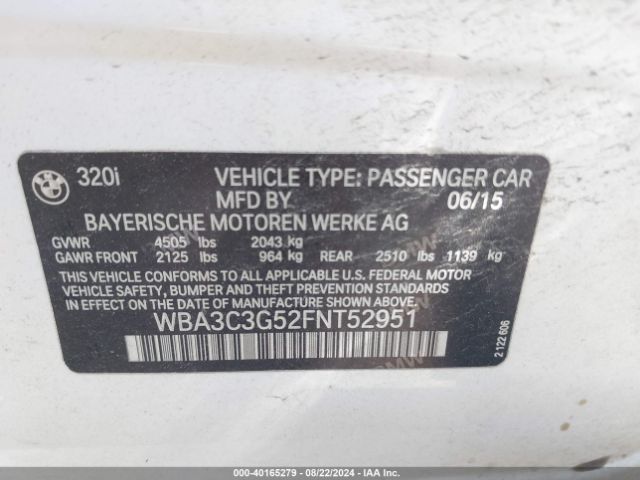 BMW
320i VEHICLE TYPE: PASSENGER CAR
MFD BY 06/15
BAYERISCHE MOTOREN WERKE AG
GVWR 4505 lbs 2043 kg
GAWR FRONT 2125 lbs 964 kg REAR 2510 lbs 1139 kg
THIS VEHICLE CONFORMS TO ALL APPLICABLE U.S. FEDERAL MOTOR
VEHICLE SAFETY, BUMPER AND THEFT PREVENTION STANDARDS
IN EFFECT ON THE DATE OF MANUFACTURE SHOWN ABOVE.
WBA3C3G52FNT52951
2 122 606
000-40165279 - 08/22/2024 - IAA Inc.